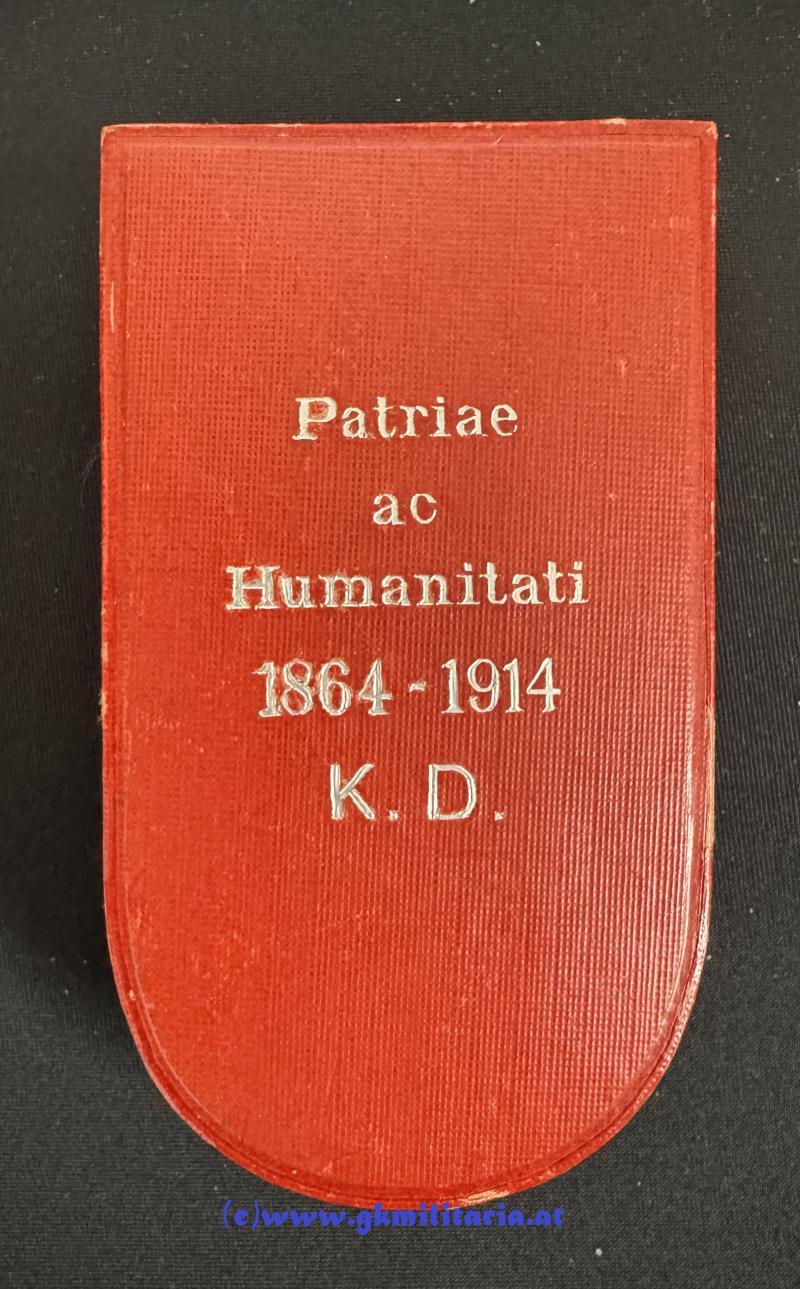 Patriae
ac
Humanitati
1864 - 1914
K. D.
(c)www.gkmilitaria.at